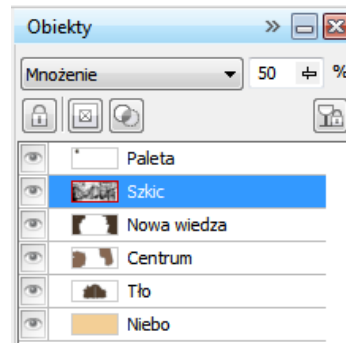 Obiekty »
Mnożenie 50 %
Paleta
Szkic
Nowa wiedza
Centrum
Tło
Niebo